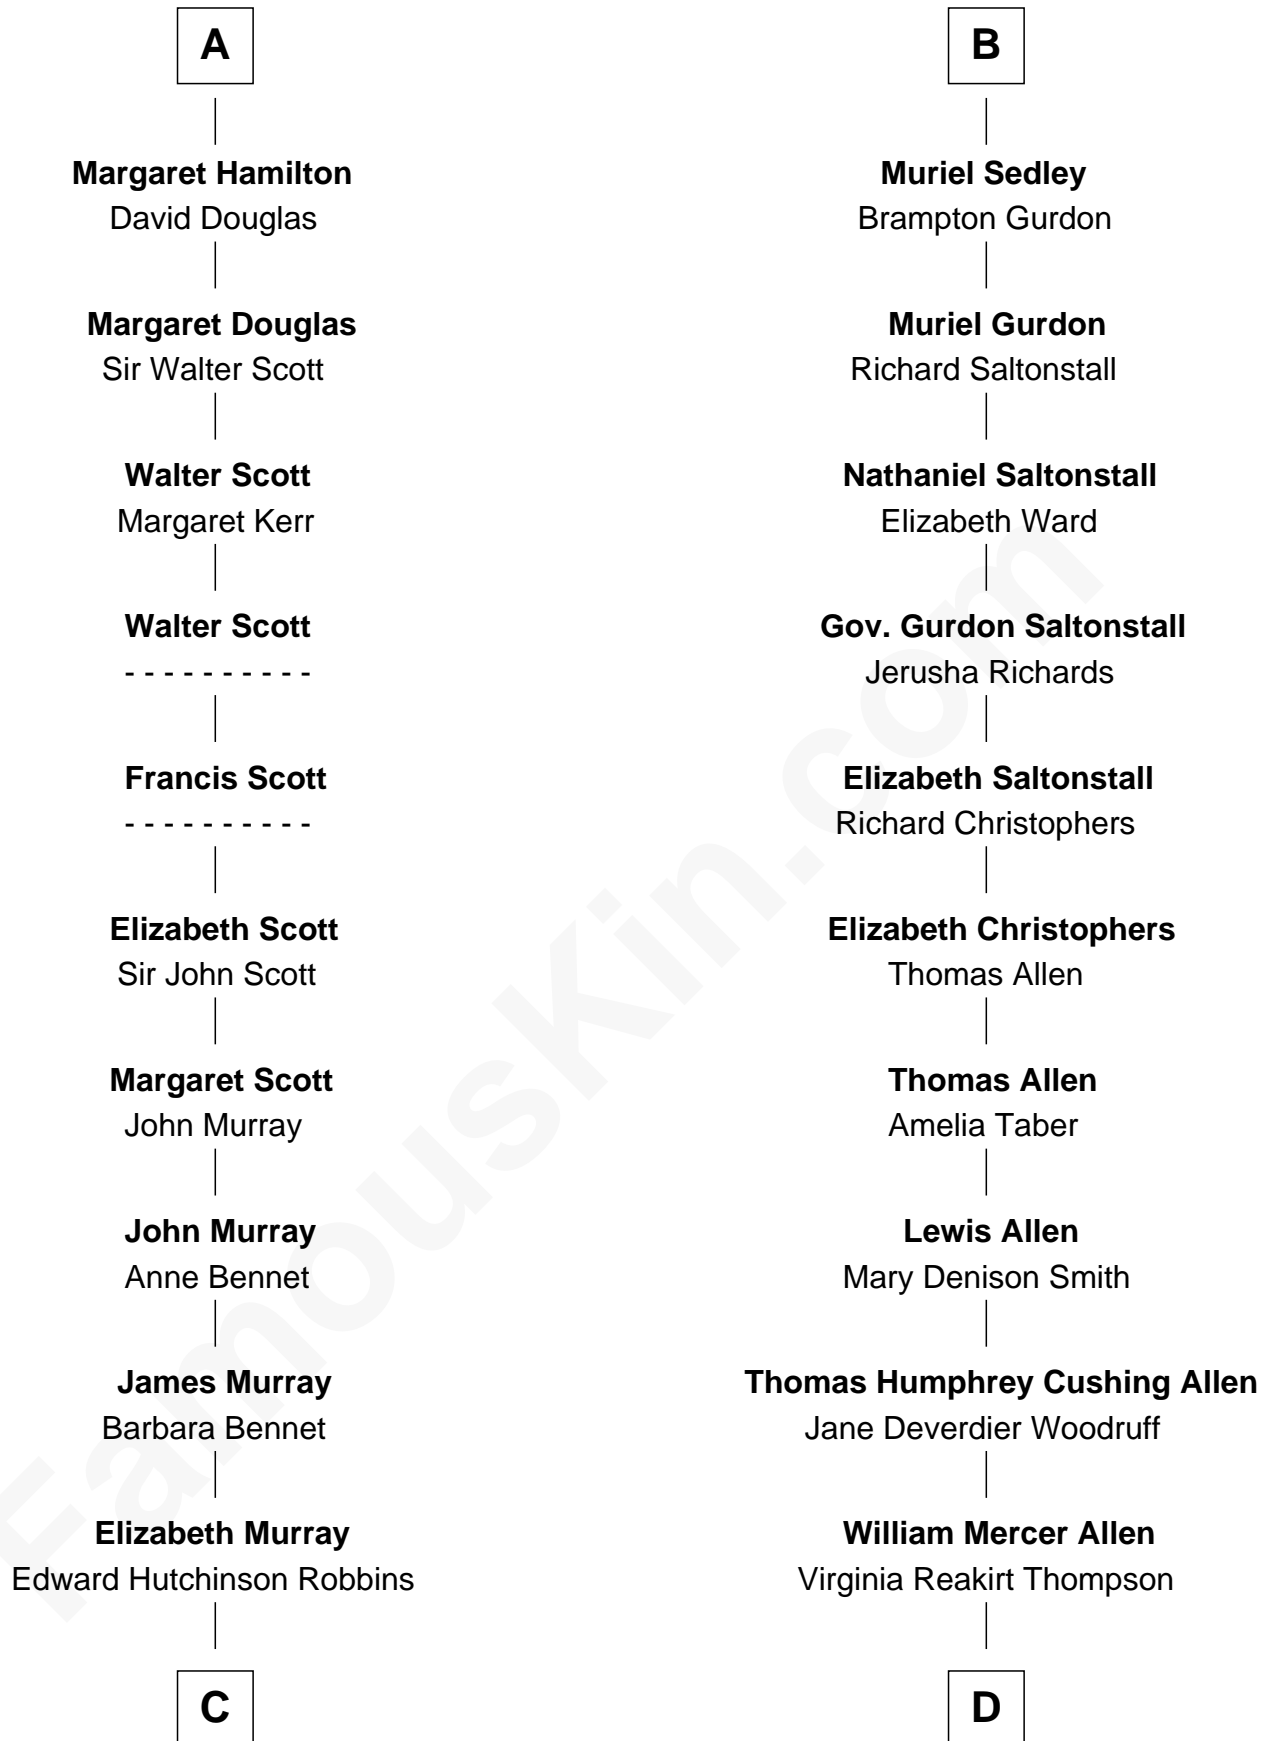 A
Margaret Hamilton
David Douglas
Margaret Douglas
Sir Walter Scott
Walter Scott
Margaret Kerr
Walter Scott
- - - - - - - - - -
Francis Scott
- - - - - - - - - -
Elizabeth Scott
Sir John Scott
Margaret Scott
John Murray
John Murray
Anne Bennet
James Murray
Barbara Bennet
Elizabeth Murray
Edward Hutchinson Robbins
C
B
Muriel Sedley
Brampton Gurdon
Muriel Gurdon
Richard Saltonstall
Nathaniel Saltonstall
Elizabeth Ward
Gov. Gurdon Saltonstall
Jerusha Richards
Elizabeth Saltonstall
Richard Christophers
Elizabeth Christophers
Thomas Allen
Thomas Allen
Amelia Taber
Lewis Allen
Mary Denison Smith
Thomas Humphrey Cushing Allen
Jane Deverdier Woodruff
William Mercer Allen
Virginia Reakirt Thompson
D
FamousKin.com